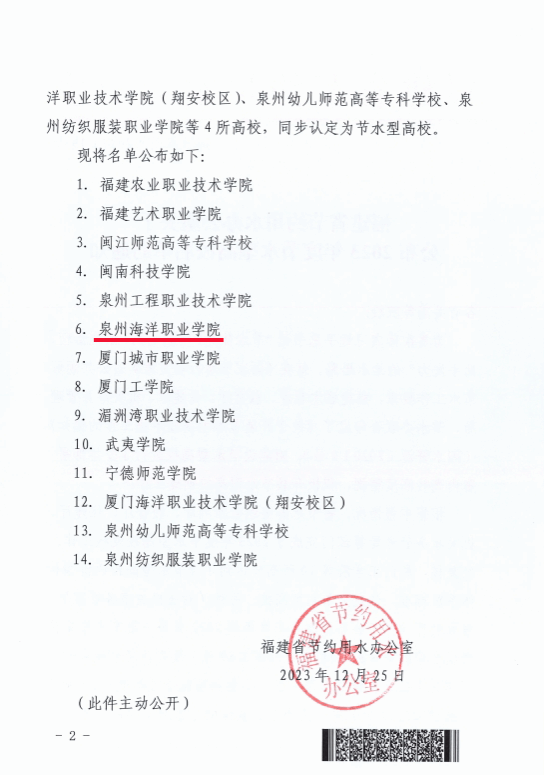 洋职业技术学院（翔安校区）、泉州幼儿师范高等专科学校、泉
州纺织服装职业学院等 4 所高校，同步认定为节水型高校。
现将名单公布如下：
1. 福建农业职业技术学院
2. 福建艺术职业学院
3. 闽江师范高等专科学校
4. 闽南科技学院
5. 泉州工程职业技术学院
6. 泉州海洋职业学院
7. 厦门城市职业学院
8. 厦门工学院
9. 湄洲湾职业技术学院
10. 武夷学院
11. 宁德师范学院
12. 厦门海洋职业技术学院（翔安校区）
13. 泉州幼儿师范高等专科学校
14. 泉州纺织服装职业学院
福建省节约用水办公室
2023 年 12 月 25 日
福建省节约用水
办公室
（此件主动公开）
- 2 -